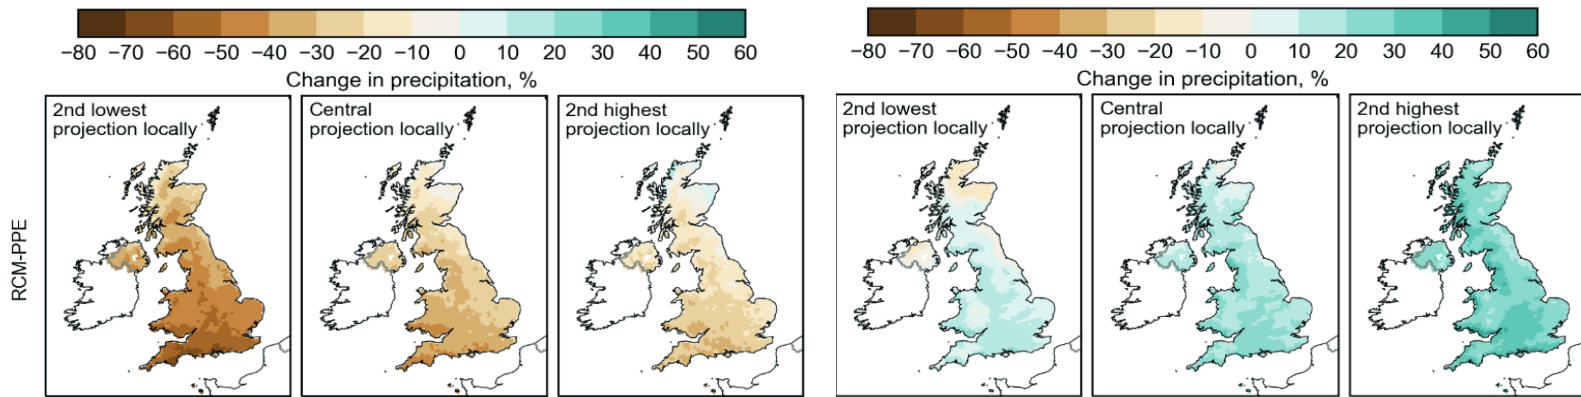 −80 −70 −60 −50 −40 −30 −20 −10 0 10 20 30 40 50 60
Change in precipitation, %
2nd lowest
projection locally
Central
projection locally
2nd highest
projection locally
RCM-PPE
−80 −70 −60 −50 −40 −30 −20 −10 0 10 20 30 40 50 60
Change in precipitation, %
2nd lowest
projection locally
Central
projection locally
2nd highest
projection locally